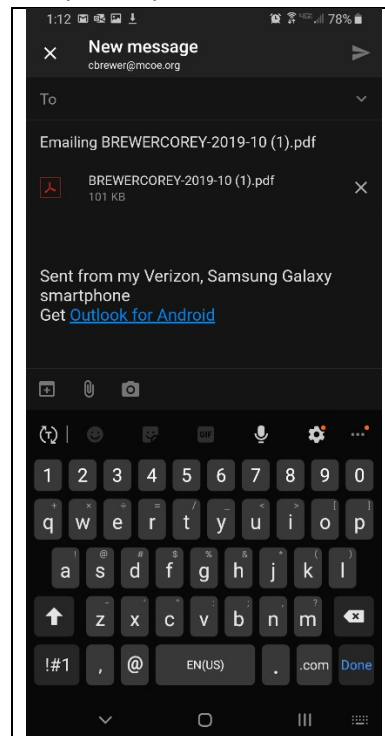 1:12 78%
New message
cbrewer@mcoe.org
To
Emailing BREWERCOREY-2019-10 (1).pdf
BREWERCOREY-2019-10 (1).pdf
101 KB
Sent from my Verizon, Samsung Galaxy
smartphone
Get Outlook for Android
GIF
1 2 3 4 5 6 7 8 9 0
q w e r t y u i o p
a s d f g h j k l
z x c v b n m
!#1 , @ EN(US) . .com Done